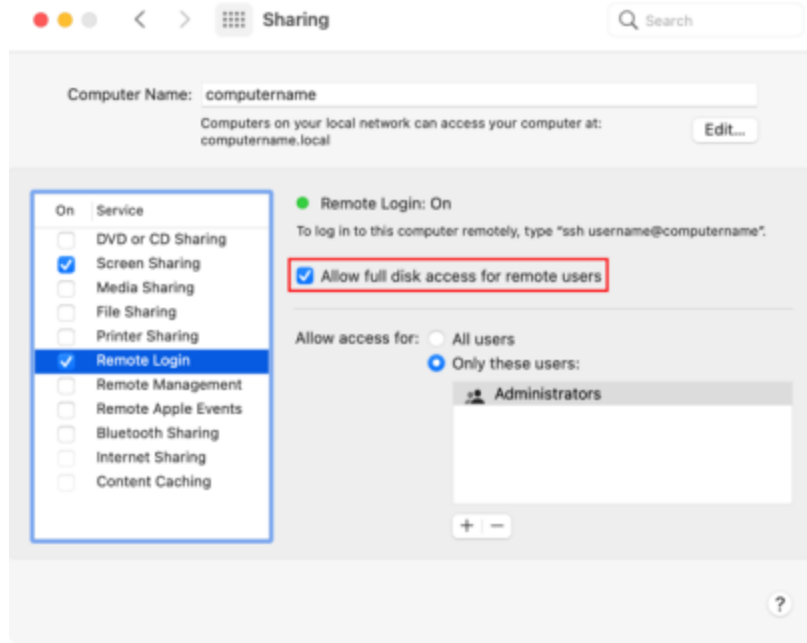 Sharing
Search
Computer Name: computername
Computers on your local network can access your computer at:
computername.local
Edit...
On Service
DVD or CD Sharing
Screen Sharing
Media Sharing
File Sharing
Printer Sharing
Remote Login
Remote Management
Remote Apple Events
Bluetooth Sharing
Internet Sharing
Content Caching
Remote Login: On
To log in to this computer remotely, type “ssh username@computername”.
Allow full disk access for remote users
Allow access for: All users
Only these users:
Administrators
+ −
?